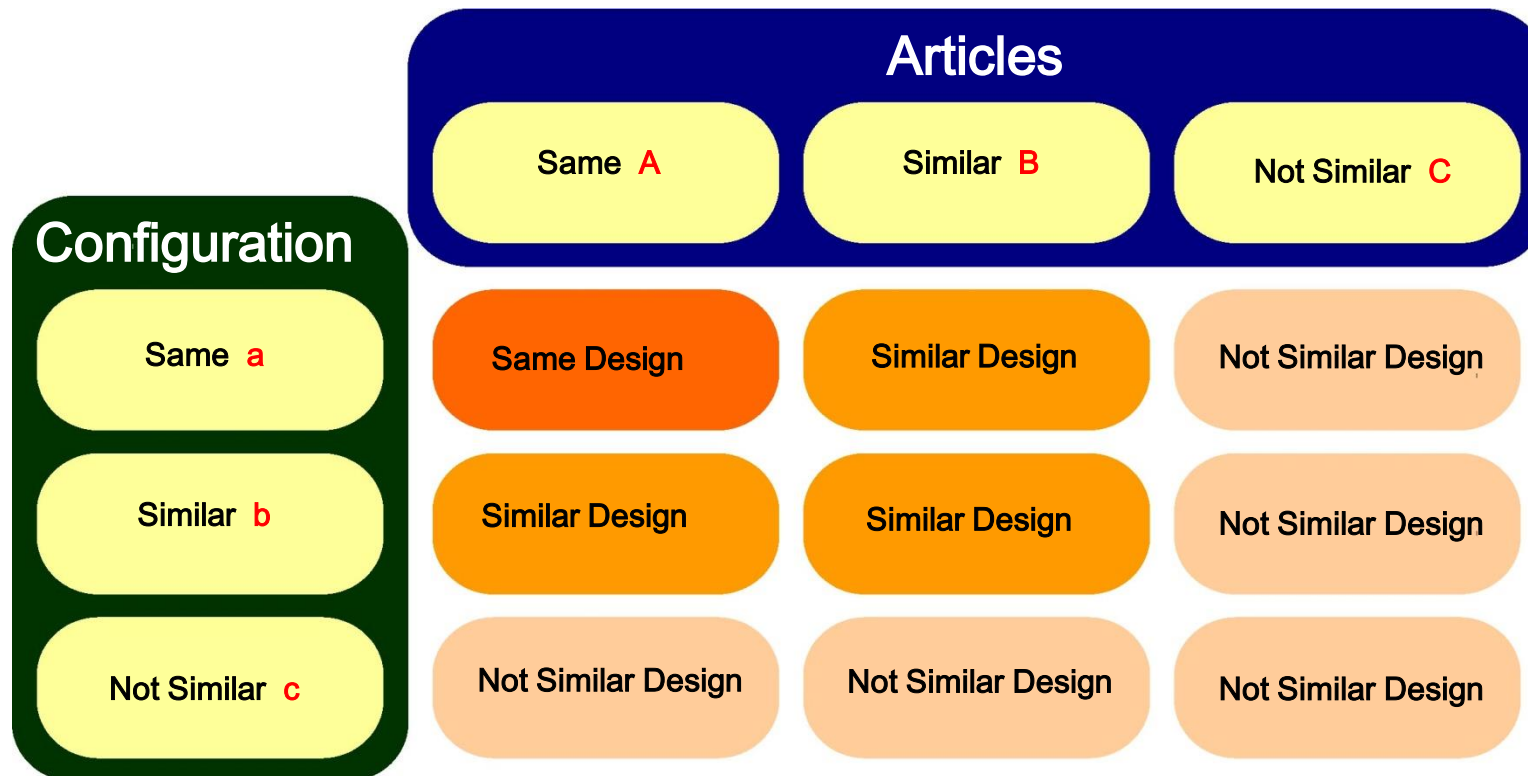 Articles
Same A
Similar B
Not Similar C
Configuration
Same a
Same Design
Similar Design
Not Similar Design
Similar b
Similar Design
Similar Design
Not Similar Design
Not Similar c
Not Similar Design
Not Similar Design
Not Similar Design